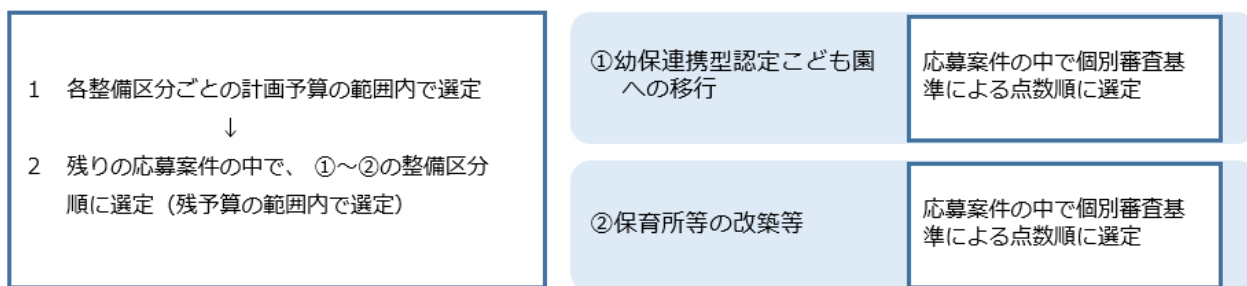 1 各整備区分ごとの計画予算の範囲内で選定
↓
2 残りの応募案件の中で、 ①～②の整備区分
順に選定（残予算の範囲内で選定）
①幼保連携型認定こども園
への移行
応募案件の中で個別審査基
準による点数順に選定
②保育所等の改築等
応募案件の中で個別審査基
準による点数順に選定